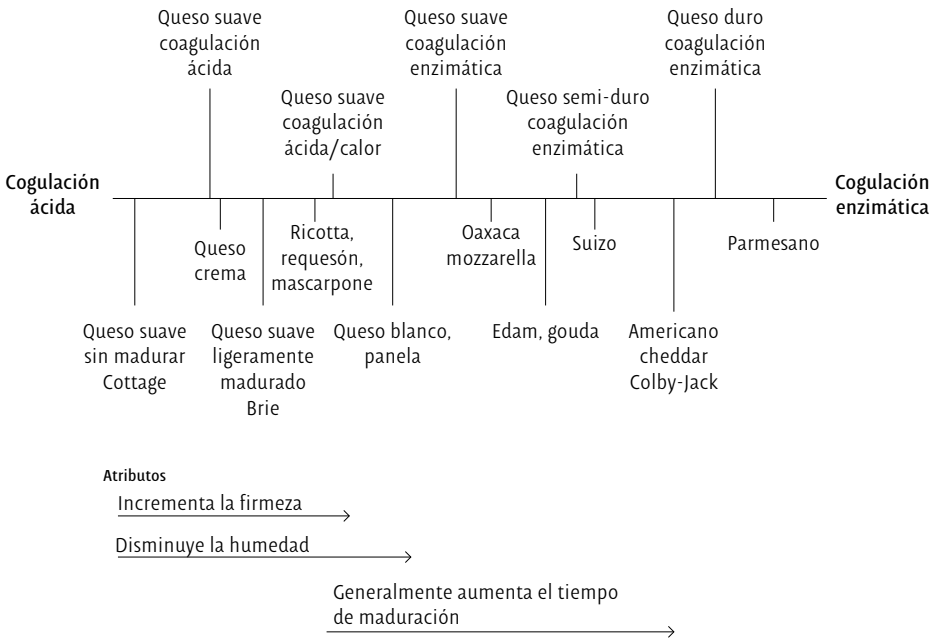 Queso suave
coagulación
ácida
Queso suave
coagulación
enzimática
Queso duro
coagulación
enzimática
Queso suave
coagulación
ácida/calor
Queso semi-duro
coagulación
enzimática
Cogulación
ácida
Cogulación
enzimática
Queso
crema
Ricotta,
requesón,
mascarpone
Oaxaca
mozzarella
Suizo
Parmesano
Queso suave
sin madurar
Cottage
Queso suave
ligeramente
madurado
Brie
Queso blanco,
panela
Edam, gouda
Americano
cheddar
Colby-Jack
Atributos
Incrementa la firmeza
Disminuye la humedad
Generalmente aumenta el tiempo
de maduración